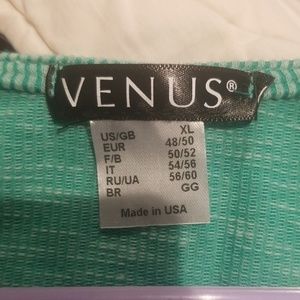 VENUS®
US/GB XL
EUR 48/50
F/B 50/52
IT 54/56
RU/UA 56/60
BR GG
Made in USA